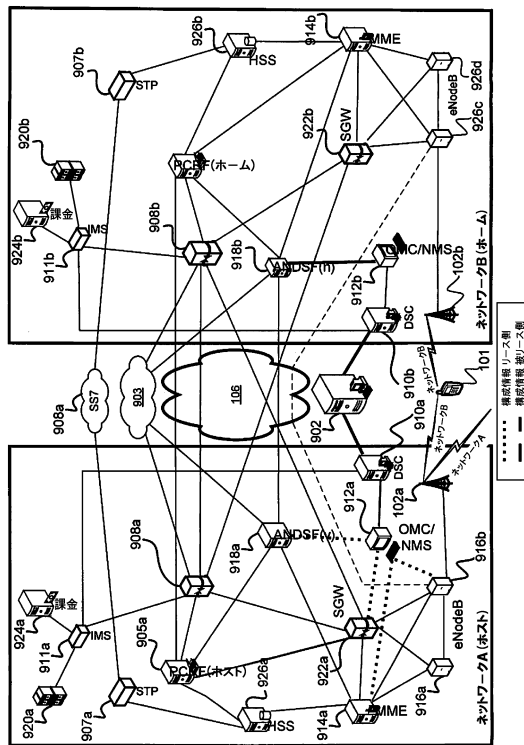 907b
STP
926b
HSS
914b
MME
920b
924b
課金
IMS
911b
PCRF(ホーム)
SGW
922b
926d
eNodeB
926c
908b
918b
ANDSF(h)
OMC/NMS
912b
102b
DSC
910b
ネットワークB (ホーム)
SS7
908a
903
106
902
910a
101
ネットワークB
ネットワークB
ネットワークA
構成情報 リース側
構成情報 被リース側
912a
DSC
102a
918a
ANDSF(v)
OMC/
NMS
916b
924a
課金
IMS
911a
920a
908a
905a
PCRF(ホスト)
SGW
922a
eNodeB
916a
STP
907a
926a
HSS
914a
MME
ネットワークA (ホスト)